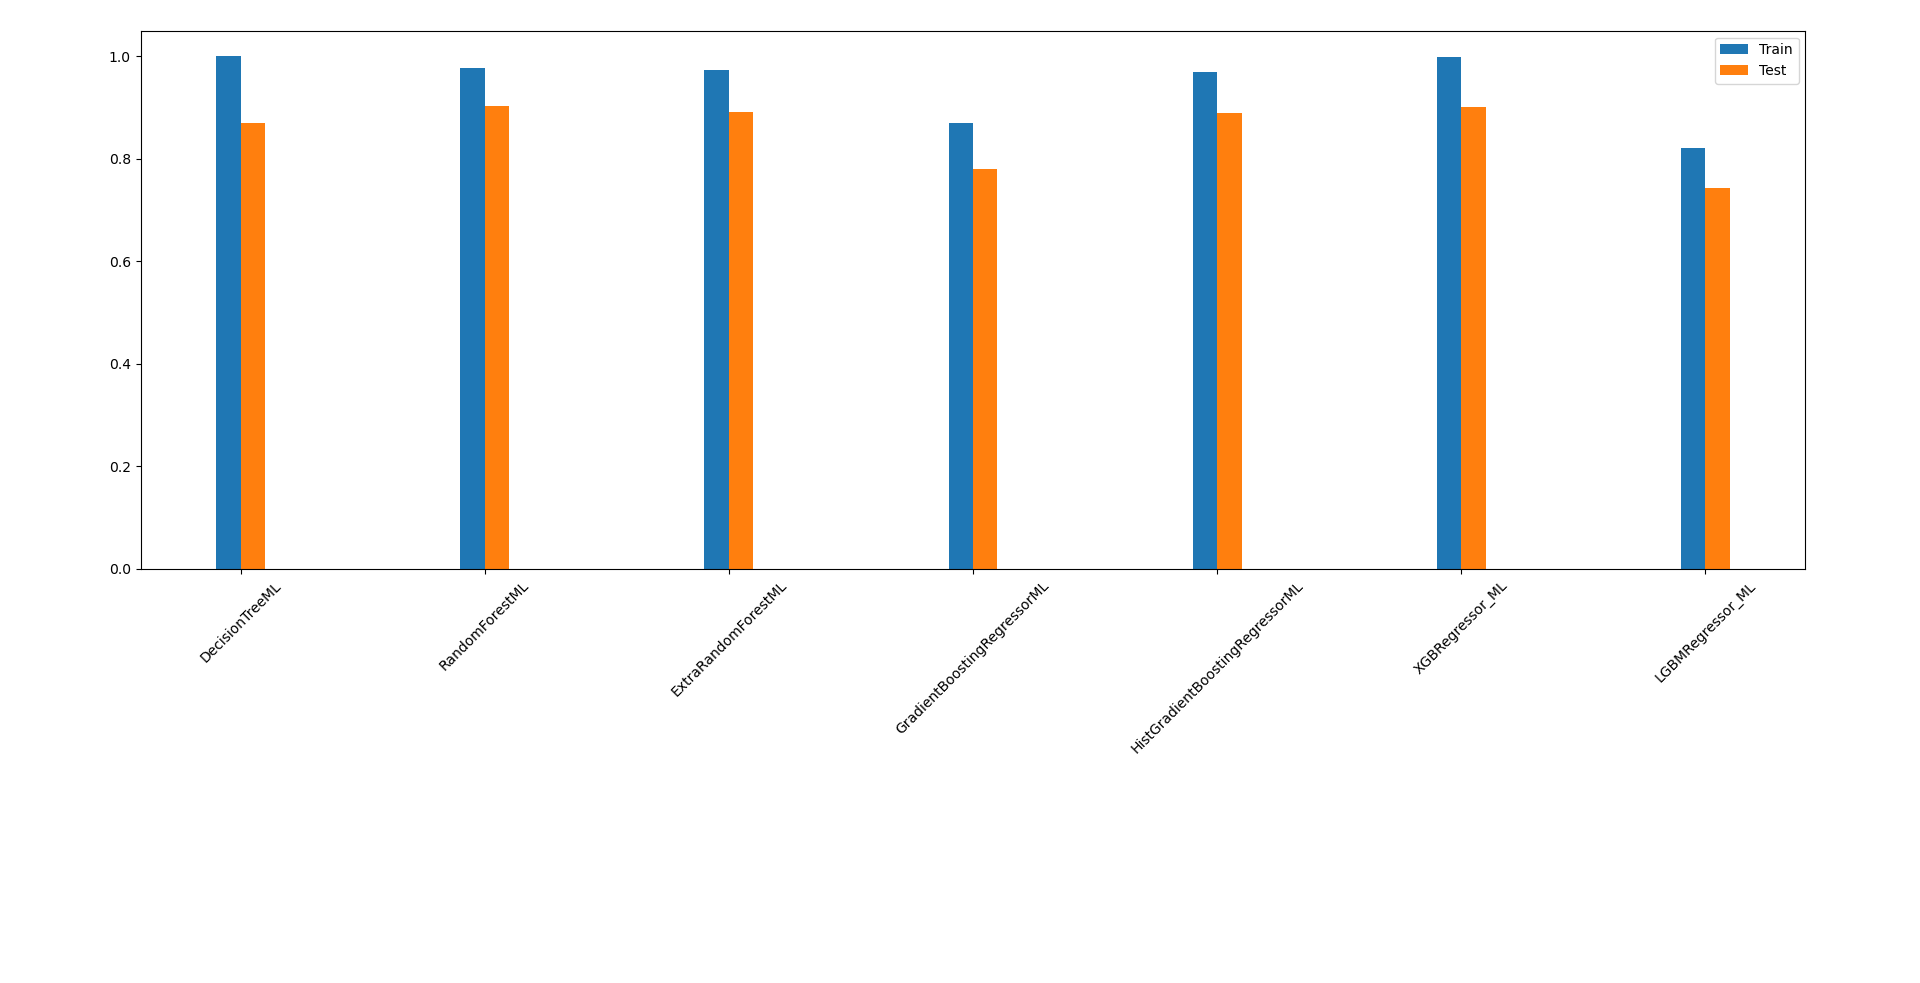 1.0
0.8
0.6
0.4
0.2
0.0
Train
Test
DecisionTreeML
RandomForestML
ExtraRandomForestML
GradientBoostingRegressorML
HistGradientBoostingRegressorML
XGBRegressor_ML
LGBMRegressor_ML